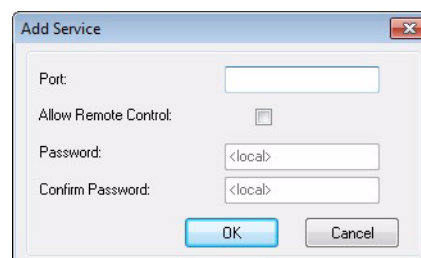 Add Service
Port:
Allow Remote Control:
Password: <local>
Confirm Password: <local>
OK Cancel